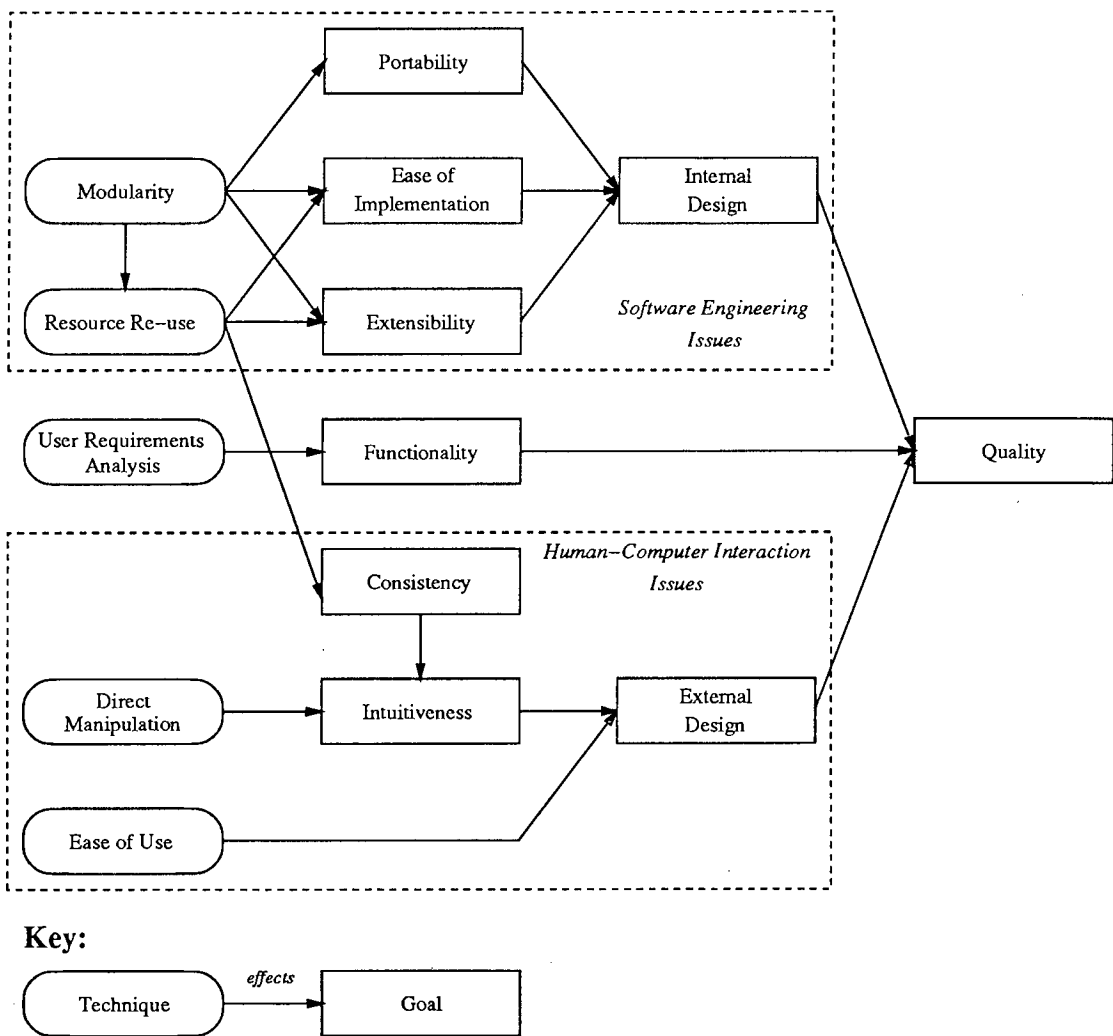 Portability
Modularity
Ease of
Implementation
Internal
Design
Resource Re-use
Extensibility
Software Engineering
Issues
User Requirements
Analysis
Functionality
Quality
Human-Computer Interaction
Issues
Consistency
Direct
Manipulation
Intuitiveness
External
Design
Ease of Use
Key:
Technique
effects
Goal